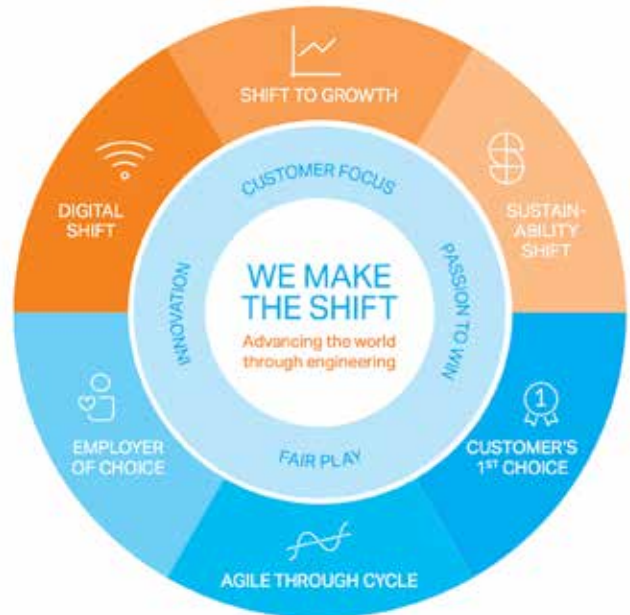 SHIFT TO GROWTH
SUSTAIN-
ABILITY
SHIFT
CUSTOMER'S
1ST CHOICE
1
AGILE THROUGH CYCLE
EMPLOYER
OF CHOICE
DIGITAL
SHIFT
CUSTOMER FOCUS
PASSION TO WIN
FAIR PLAY
INNOVATION
WE MAKE
THE SHIFT
Advancing the world
through engineering